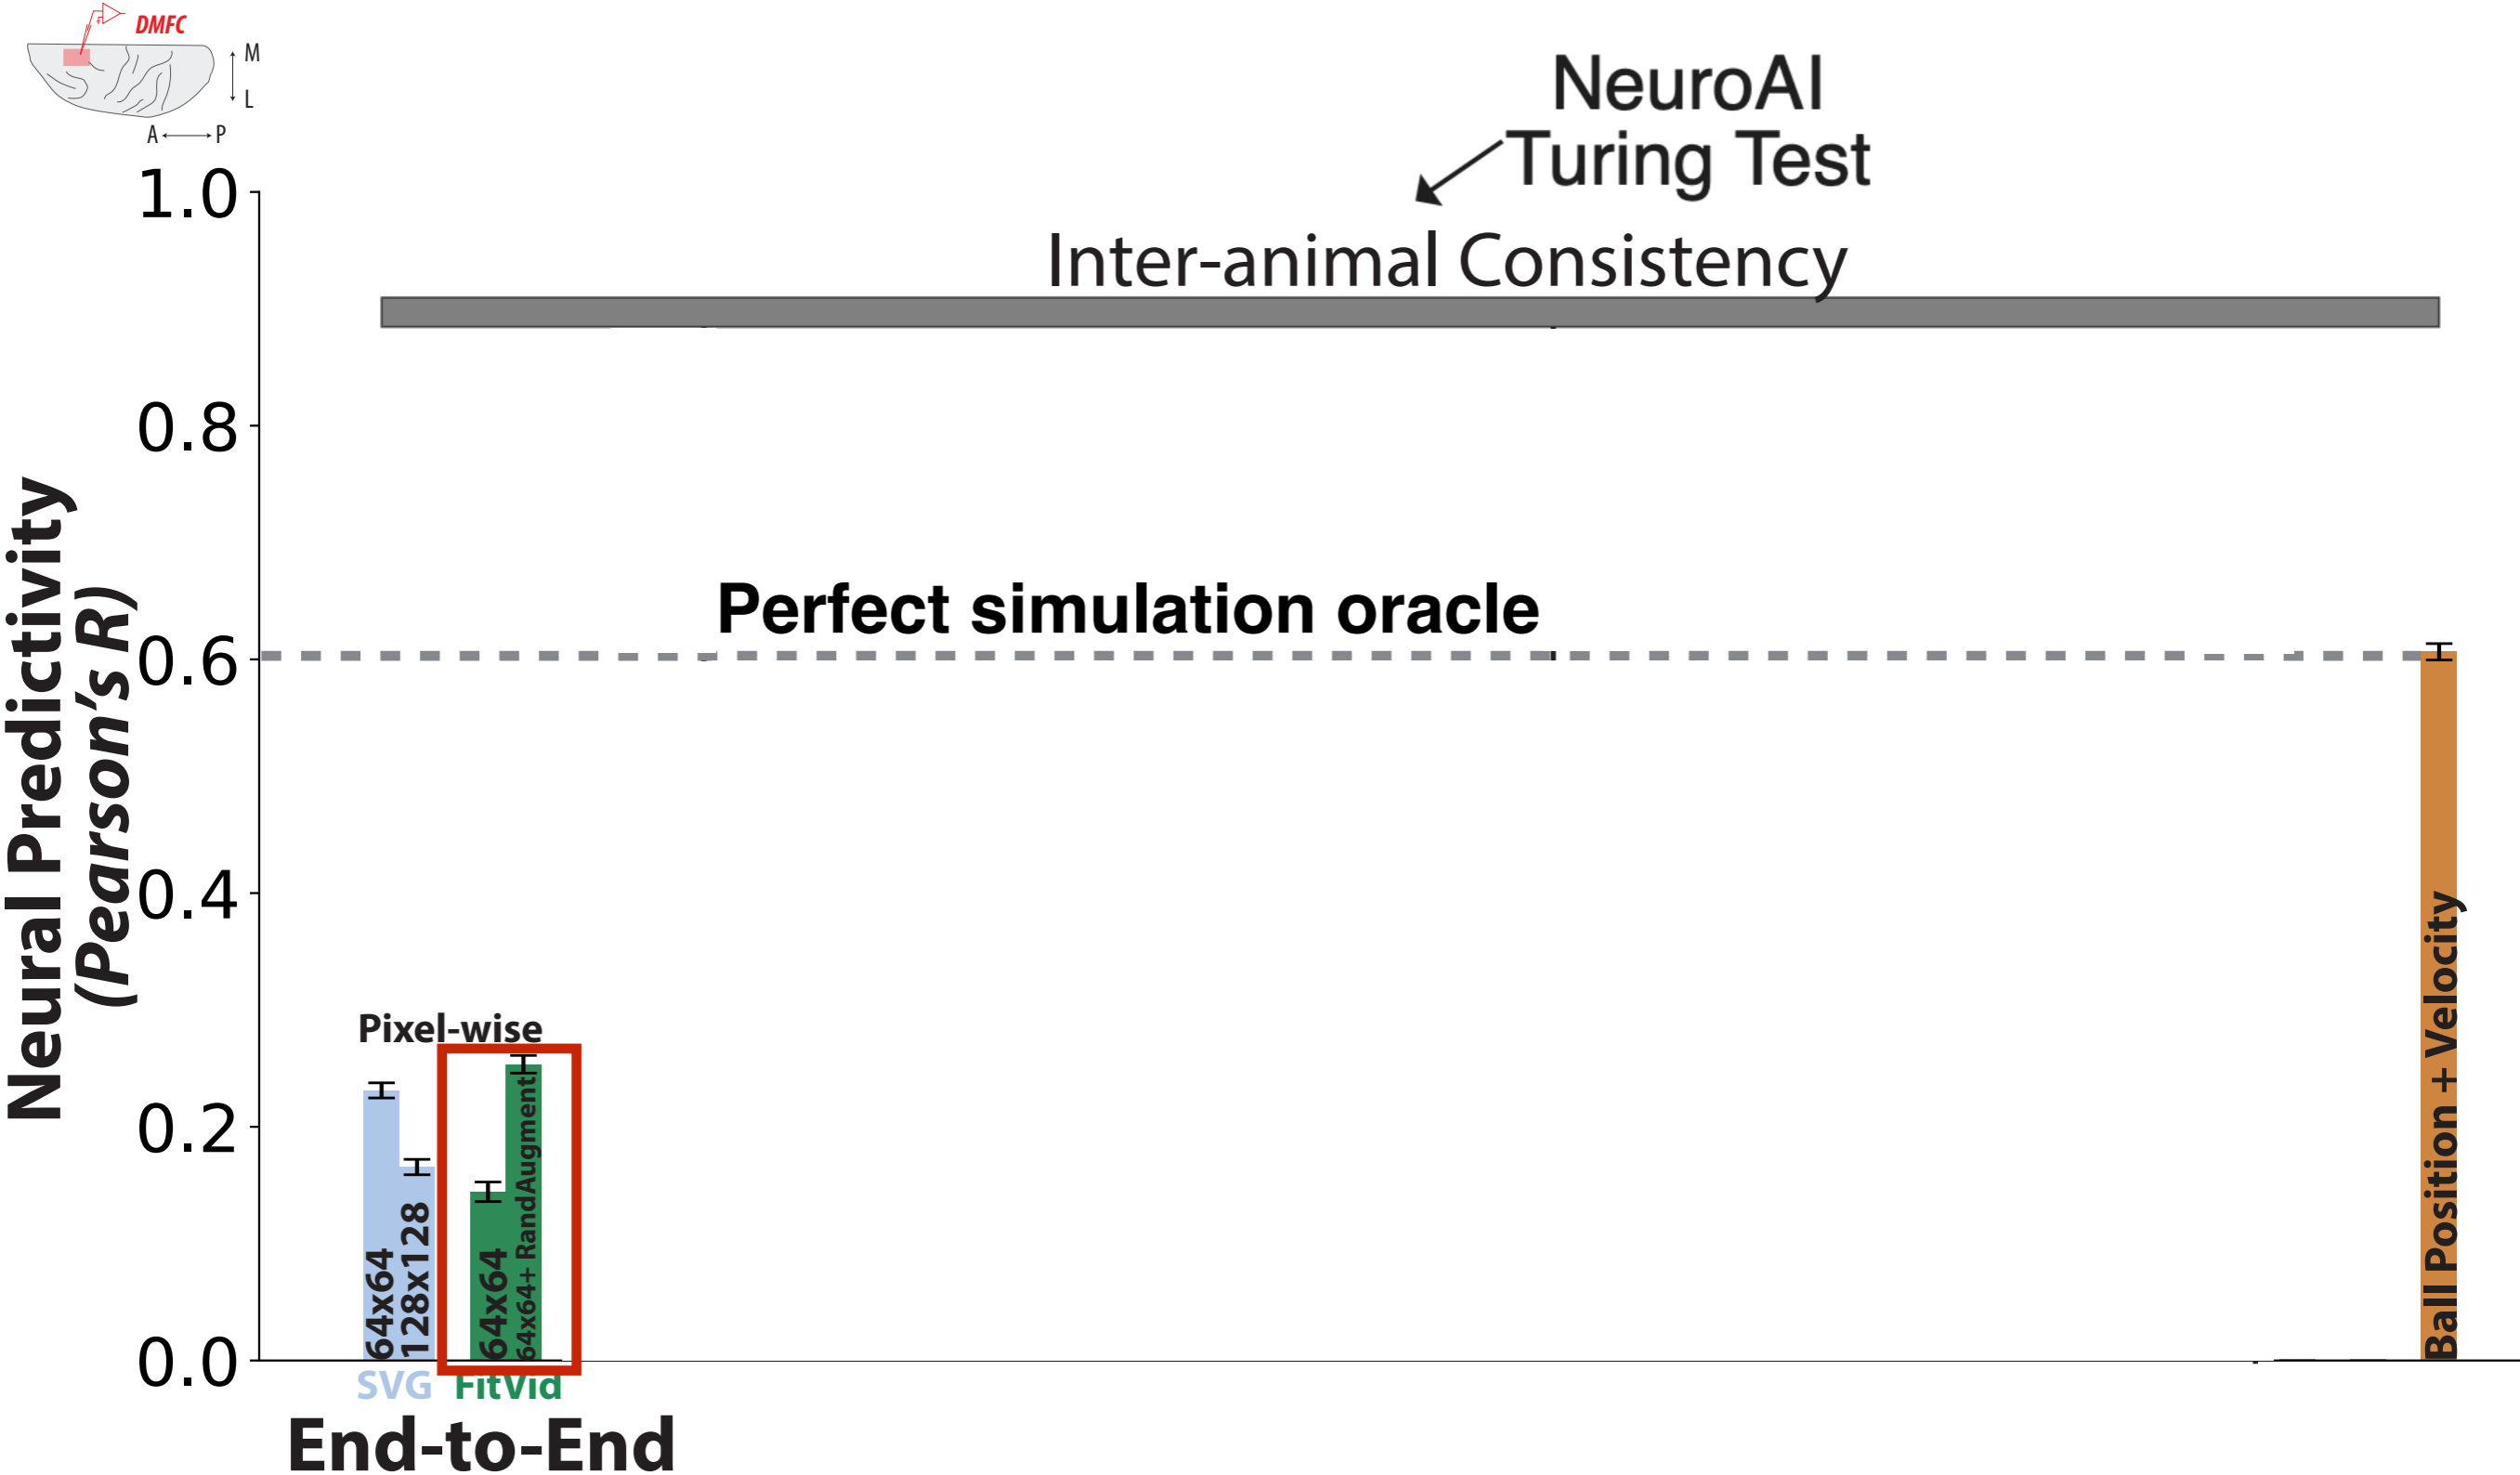 DMFC
M
L
A
P
NeuroAI
Turing Test
Inter-animal Consistency
1.0
0.8
0.6
0.4
0.2
0.0
Neural Predictivity
(Pearson's R)
Perfect simulation oracle
Pixel-wise
64x64
128x128
64x64
64x64+ RandAugment
Ball Position + Velocity
SVG
FitVid
End-to-End